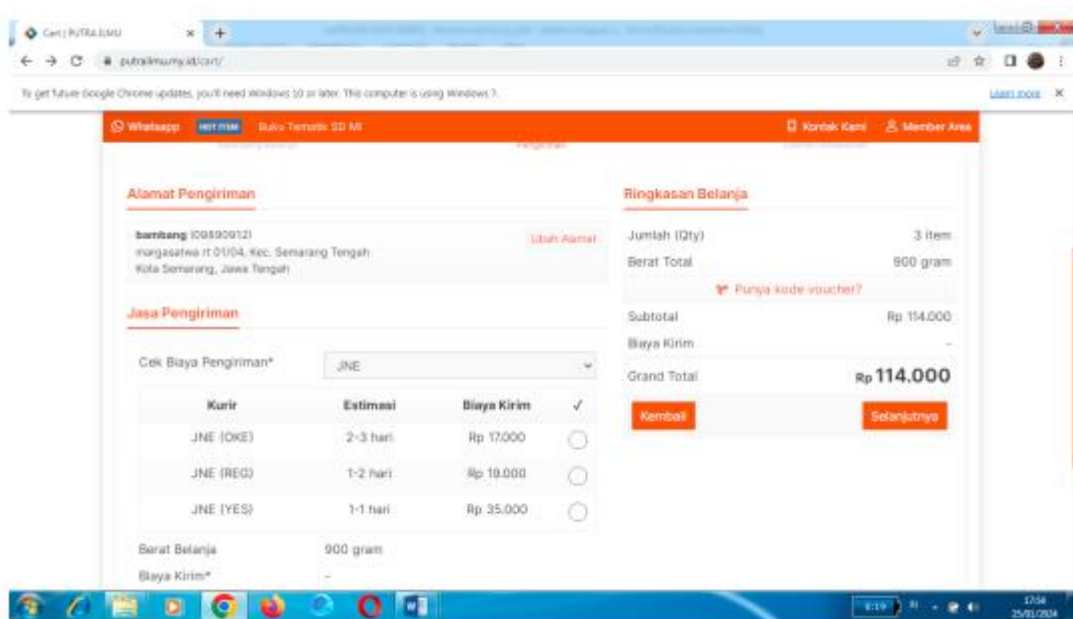 Cart | PUTRA ILMU
putrailmumy.id/cart/
To get future Google Chrome updates, you'll need Windows 10 or later. This computer is using Windows 7.
Learn more
Whatsapp HOT ITEM Buku Tematik SD MI
Kontak Kami Member Area
Pengiriman
Alamat Pengiriman
bambang (09890912)
margasatwa rt 01/04, Kec. Semarang Tengah
Kota Semarang, Jawa Tengah
Ubah Alamat
Jasa Pengiriman
Cek Biaya Pengiriman* JNE
Kurir Estimasi Biaya Kirim ✓
JNE (OKE) 2-3 hari Rp 17.000
JNE (REG) 1-2 hari Rp 19.000
JNE (YES) 1-1 hari Rp 35.000
Berat Belanja 900 gram
Biaya Kirim* -
Ringkasan Belanja
Jumlah (Qty) 3 item
Berat Total 900 gram
Punya kode voucher?
Subtotal Rp 114.000
Biaya Kirim -
Grand Total Rp 114.000
Kembali Selanjutnya
17:54
25/01/2024